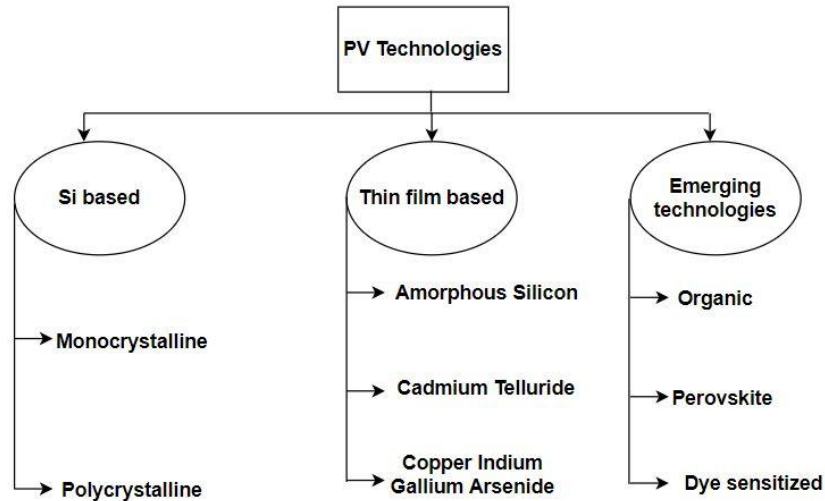 PV Technologies
Si based
Thin film based
Emerging
technologies
Monocrystalline
Polycrystalline
Amorphous Silicon
Cadmium Telluride
Copper Indium
Gallium Arsenide
Organic
Perovskite
Dye sensitized